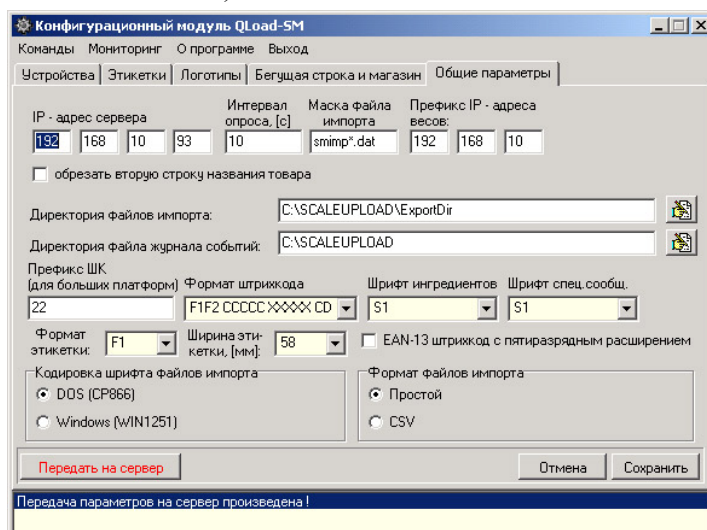 Конфигурационный модуль QLoad-SM
Команды Мониторинг О программе Выход
Устройства Этикетки Логотипы Бегущая строка и магазин Общие параметры
IP - адрес сервера
Интервал опроса, [с]
Маска файла импорта
Префикс IP - адреса весов:
192 168 10 93 10 smimp*.dat 192 168 10
обрезать вторую строку названия товара
Директория файлов импорта: C:\SCALEUPLOAD\ExportDir
Директория файла журнала событий: C:\SCALEUPLOAD
Префикс ШК
(для больших платформ) Формат штрихкода Шрифт ингредиентов Шрифт спец.сообщ.
22 F1F2 CCCCC XXXXX CD S1 S1
Формат этикетки: F1
Ширина эти-кетки, [мм]: 58
EAN-13 штрихкод с пятиразрядным расширением
Кодировка шрифта файлов импорта
DOS (CP866)
Windows (WIN1251)
Формат файлов импорта
Простой
CSV
Передать на сервер Отмена Сохранить
Передача параметров на сервер произведена !